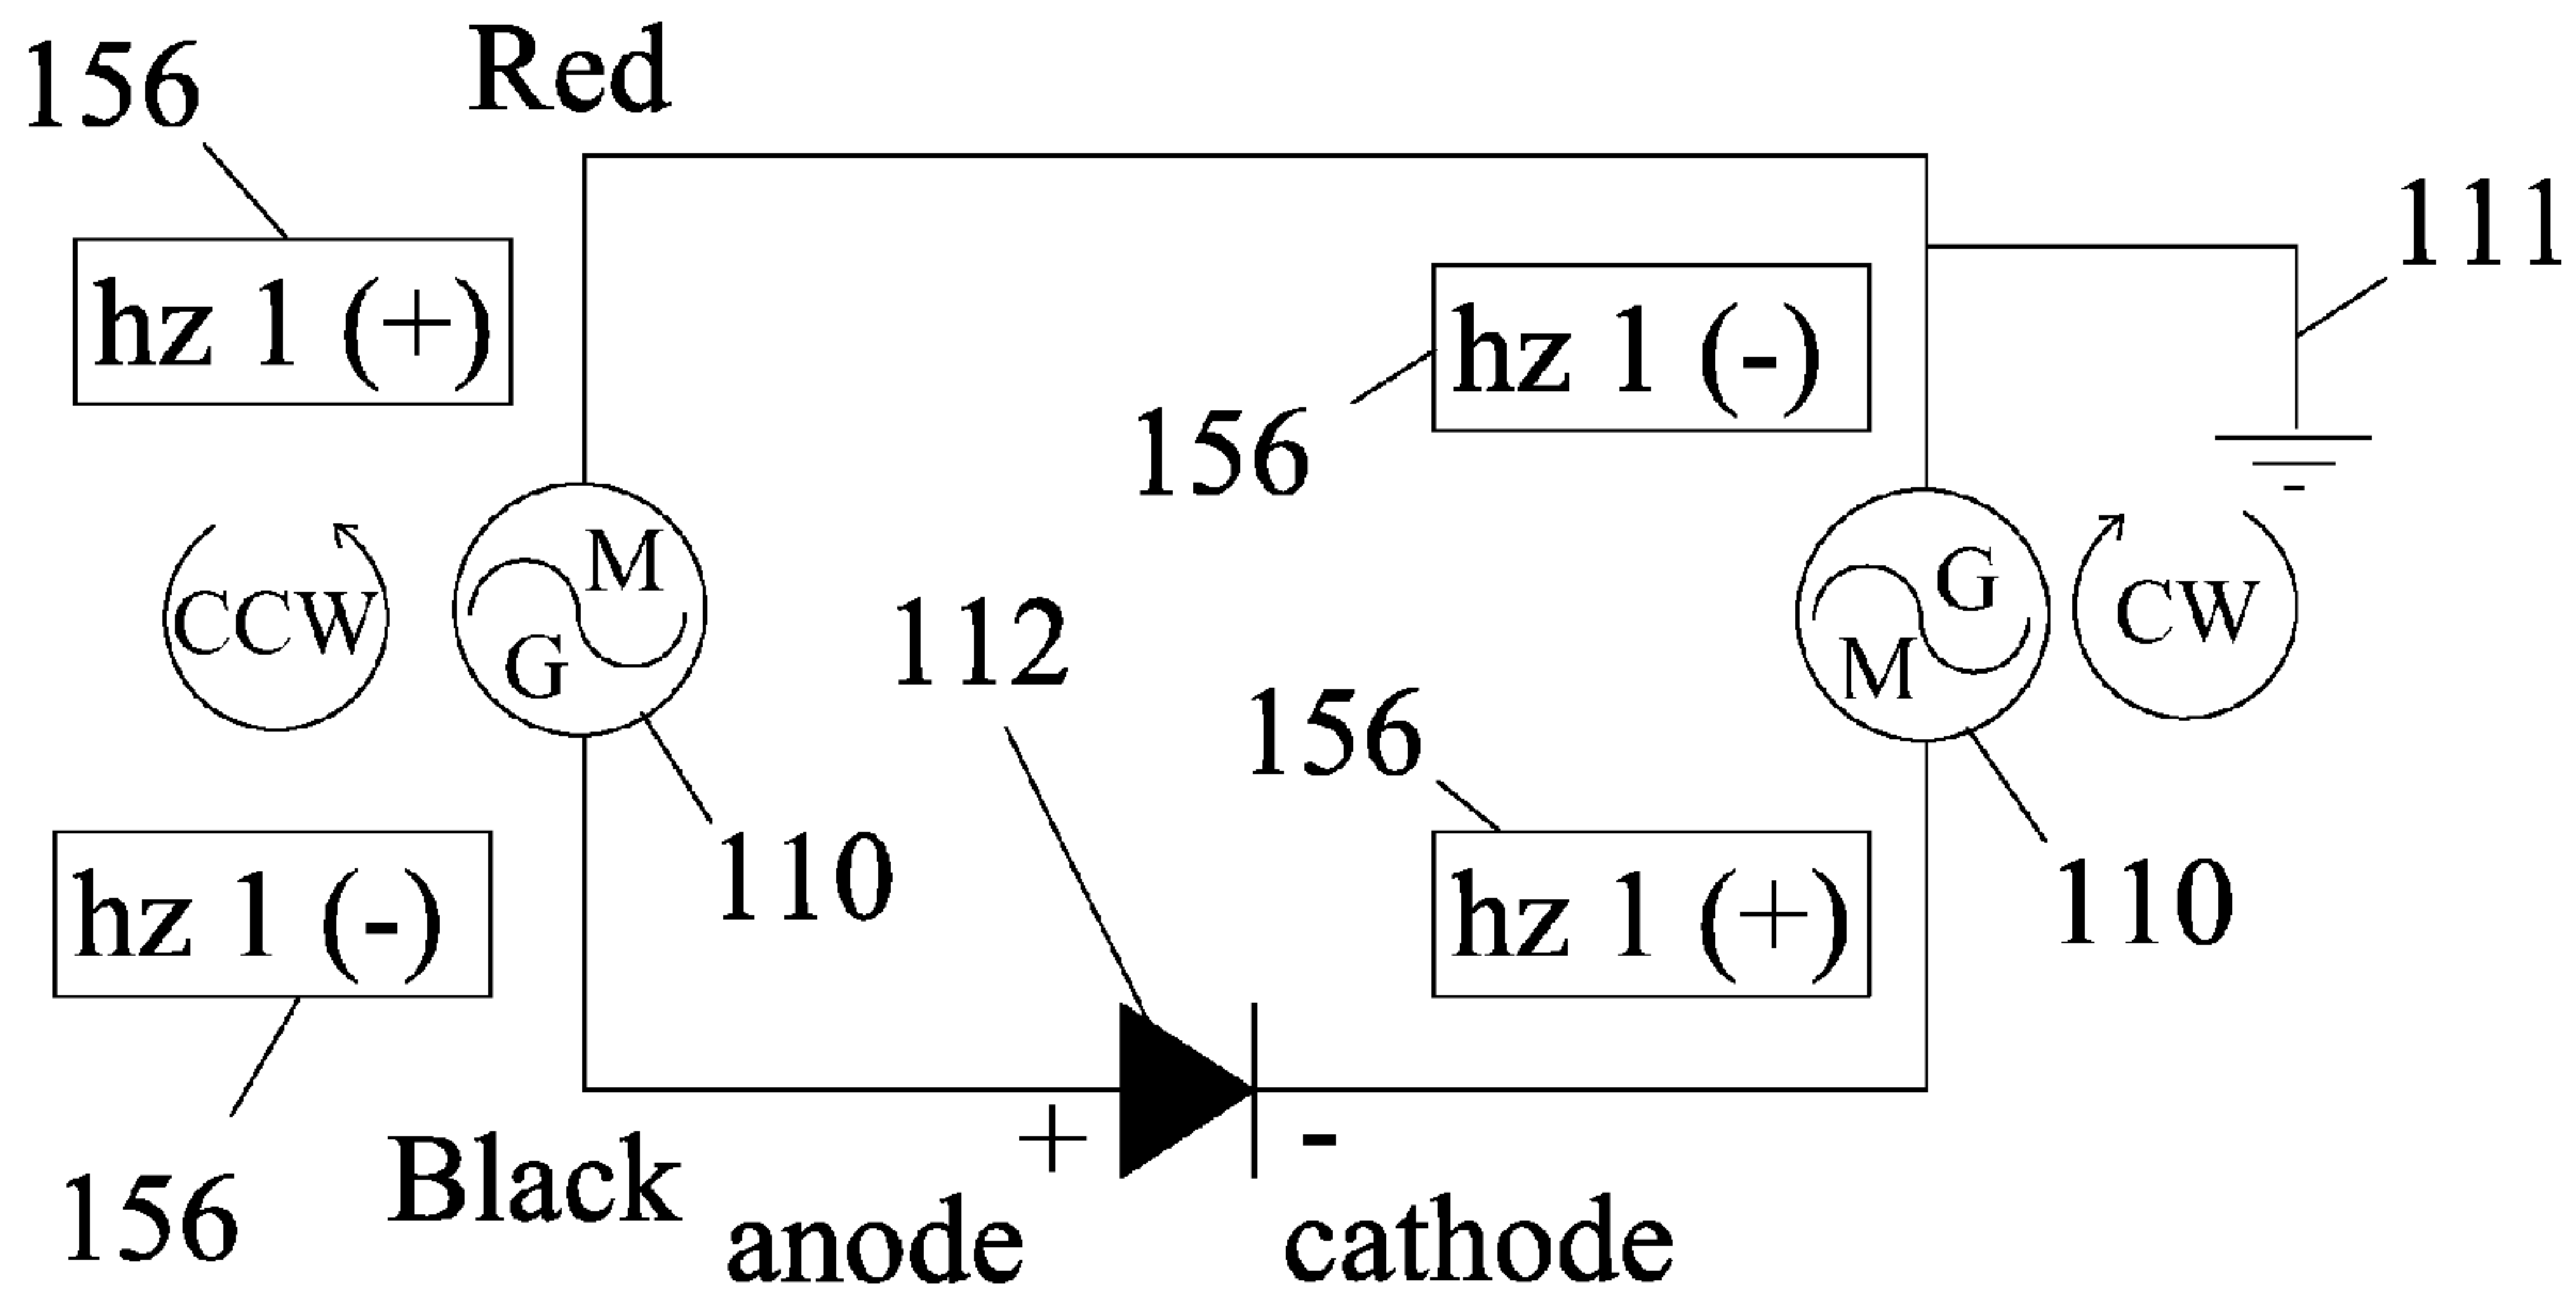 156
Red
111
hz 1 (+)
hz 1 (-)
156
M
G
CCW
G
M
CW
112
156
110
110
hz 1 (-)
hz 1 (+)
156
Black
+
-
anode
cathode